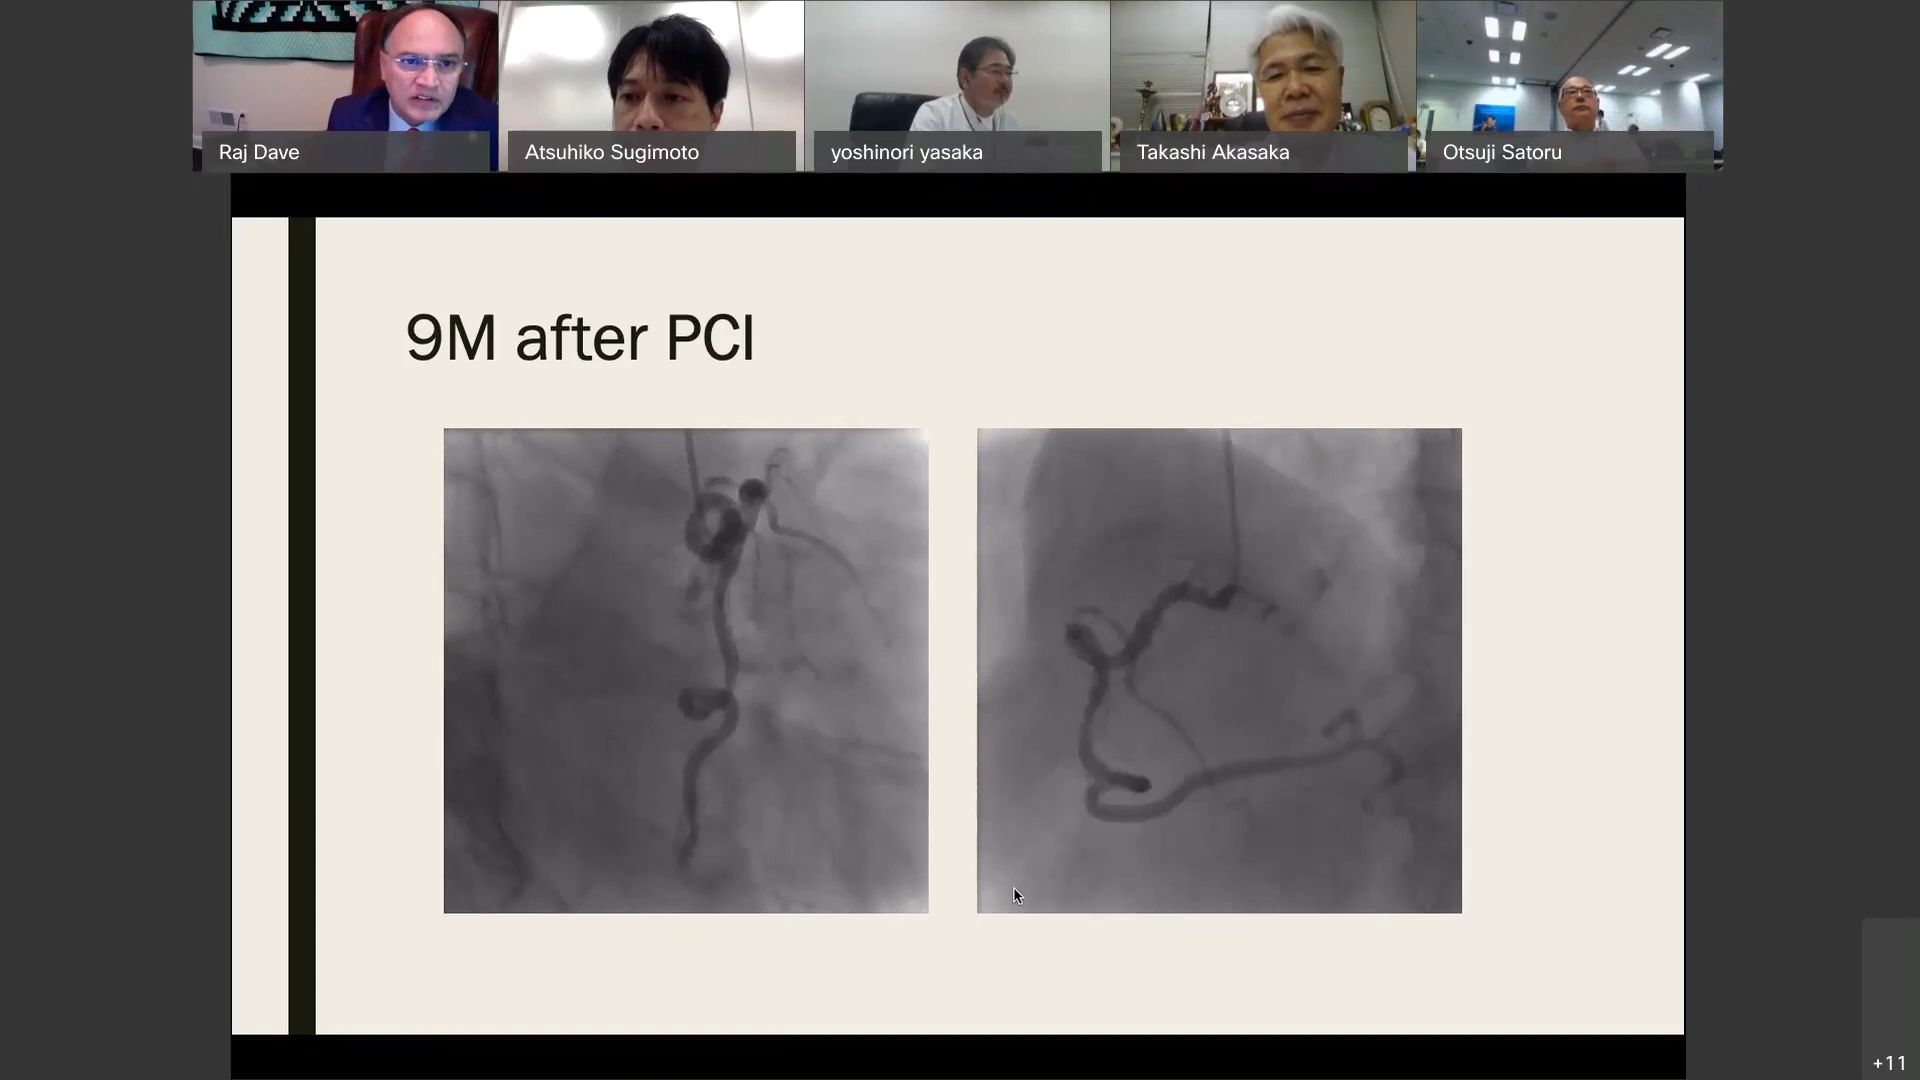 Raj Dave
Atsuhiko Sugimoto
yoshinori yasaka
Takashi Akasaka
Otsuji Satoru
9M after PCI
+11